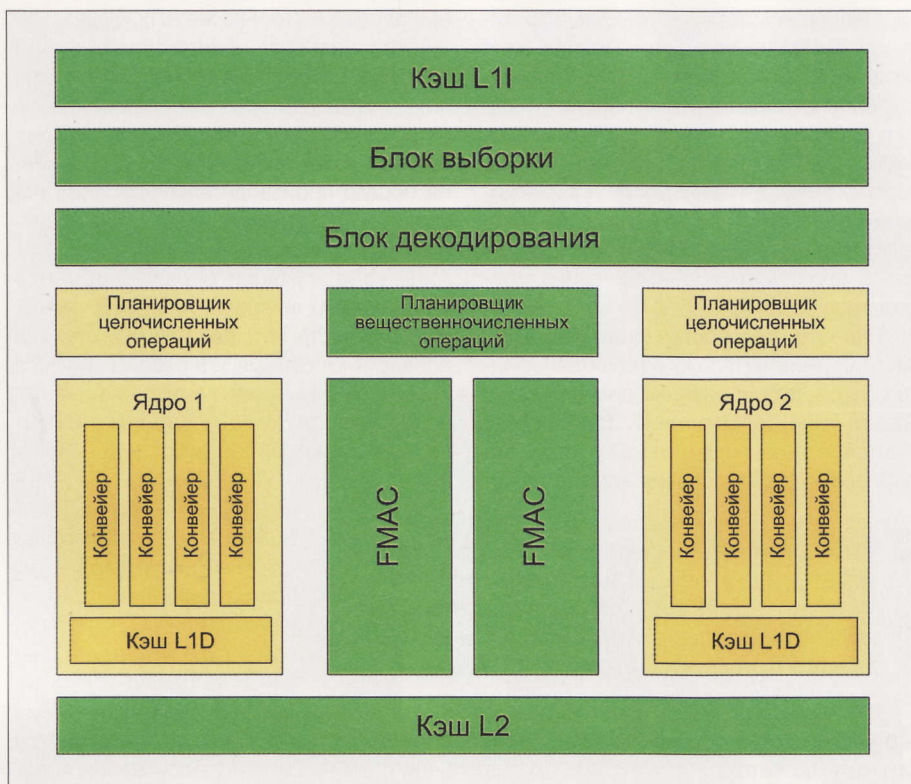 Кэш L1I
Блок выборки
Блок декодирования
Планировщик
целочисленных
операций
Планировщик
вещественночисленных
операций
Планировщик
целочисленных
операций
Ядро 1
Конвейер
Конвейер
Конвейер
Конвейер
Кэш L1D
FMAC
FMAC
Ядро 2
Конвейер
Конвейер
Конвейер
Конвейер
Кэш L1D
Кэш L2